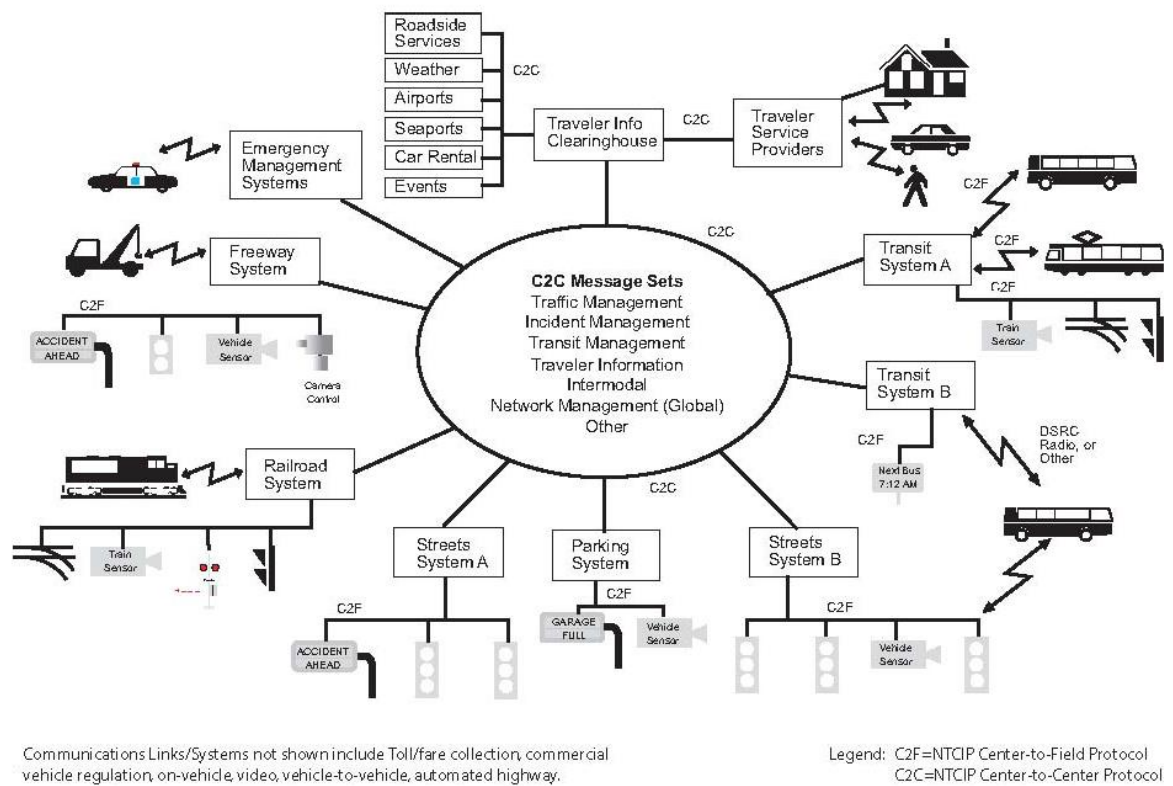 Roadside
Services
Weather
Airports
Seaports
Car Rental
Events
C2C
Traveler Info
Clearinghouse
C2C
Traveler
Service
Providers
Emergency
Management
Systems
Freeway
System
C2F
ACCIDENT
AHEAD
Vehicle
Sensor
Camera
Control
C2C
C2C Message Sets
Traffic Management
Incident Management
Transit Management
Traveler Information
Intermodal
Network Management (Global)
Other
C2C
Transit
System A
C2F
C2F
C2F
Train
Sensor
Transit
System B
C2F
Next Bus
7:12 AM
DSRC
Radio, or
Other
Railroad
System
Train
Sensor
Streets
System A
C2F
ACCIDENT
AHEAD
Parking
System
C2F
GARAGE
FULL
Vehicle
Sensor
Streets
System B
C2F
Vehicle
Sensor
Communications Links/Systems not shown include Toll/fare collection, commercial
vehicle regulation, on-vehicle, video, vehicle-to-vehicle, automated highway.
Legend: C2F=NTCIP Center-to-Field Protocol
C2C=NTCIP Center-to-Center Protocol